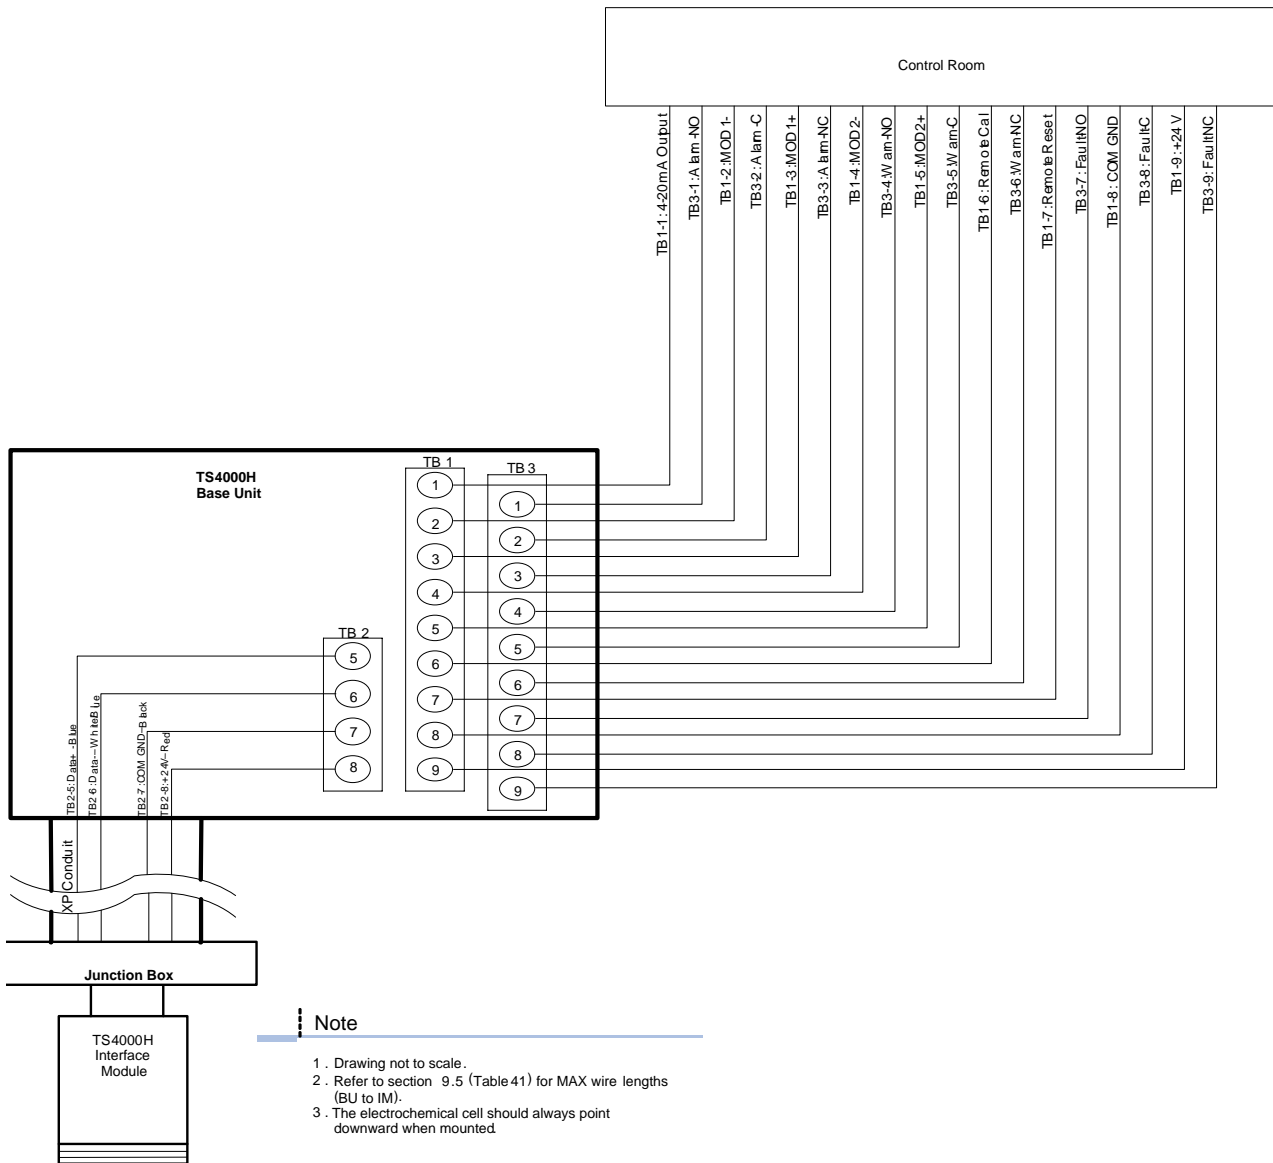 Control Room
TB1-1: 4-20mA Output
TB3-1: Alarm-NO
TB1-2: MOD1-
TB3-2: Alarm-C
TB1-3: MOD1+
TB3-3: Alarm-NC
TB1-4: MOD2-
TB3-4: Warn-NO
TB1-5: MOD2+
TB3-5: Warn-C
TB1-6: Remote Cal
TB3-6: Warn-NC
TB1-7: Remote Reset
TB3-7: Fault-NO
TB1-8: COM GND
TB3-8: Fault-C
TB1-9: +24 V
TB3-9: Fault-NC
TS4000H
Base Unit
TB 1
1
2
3
4
5
6
7
8
9
TB 3
1
2
3
4
5
6
7
8
9
TB 2
5
6
7
8
TB2-5: Data+ -Blue
TB2-6: Data- -White Blue
TB2-7: COM GND-Black
TB2-8: +24V-Red
XP Conduit
Junction Box
TS4000H
Interface
Module
Note
1. Drawing not to scale.
2. Refer to section 9.5 (Table 41) for MAX wire lengths
(BU to IM).
3. The electrochemical cell should always point
downward when mounted.